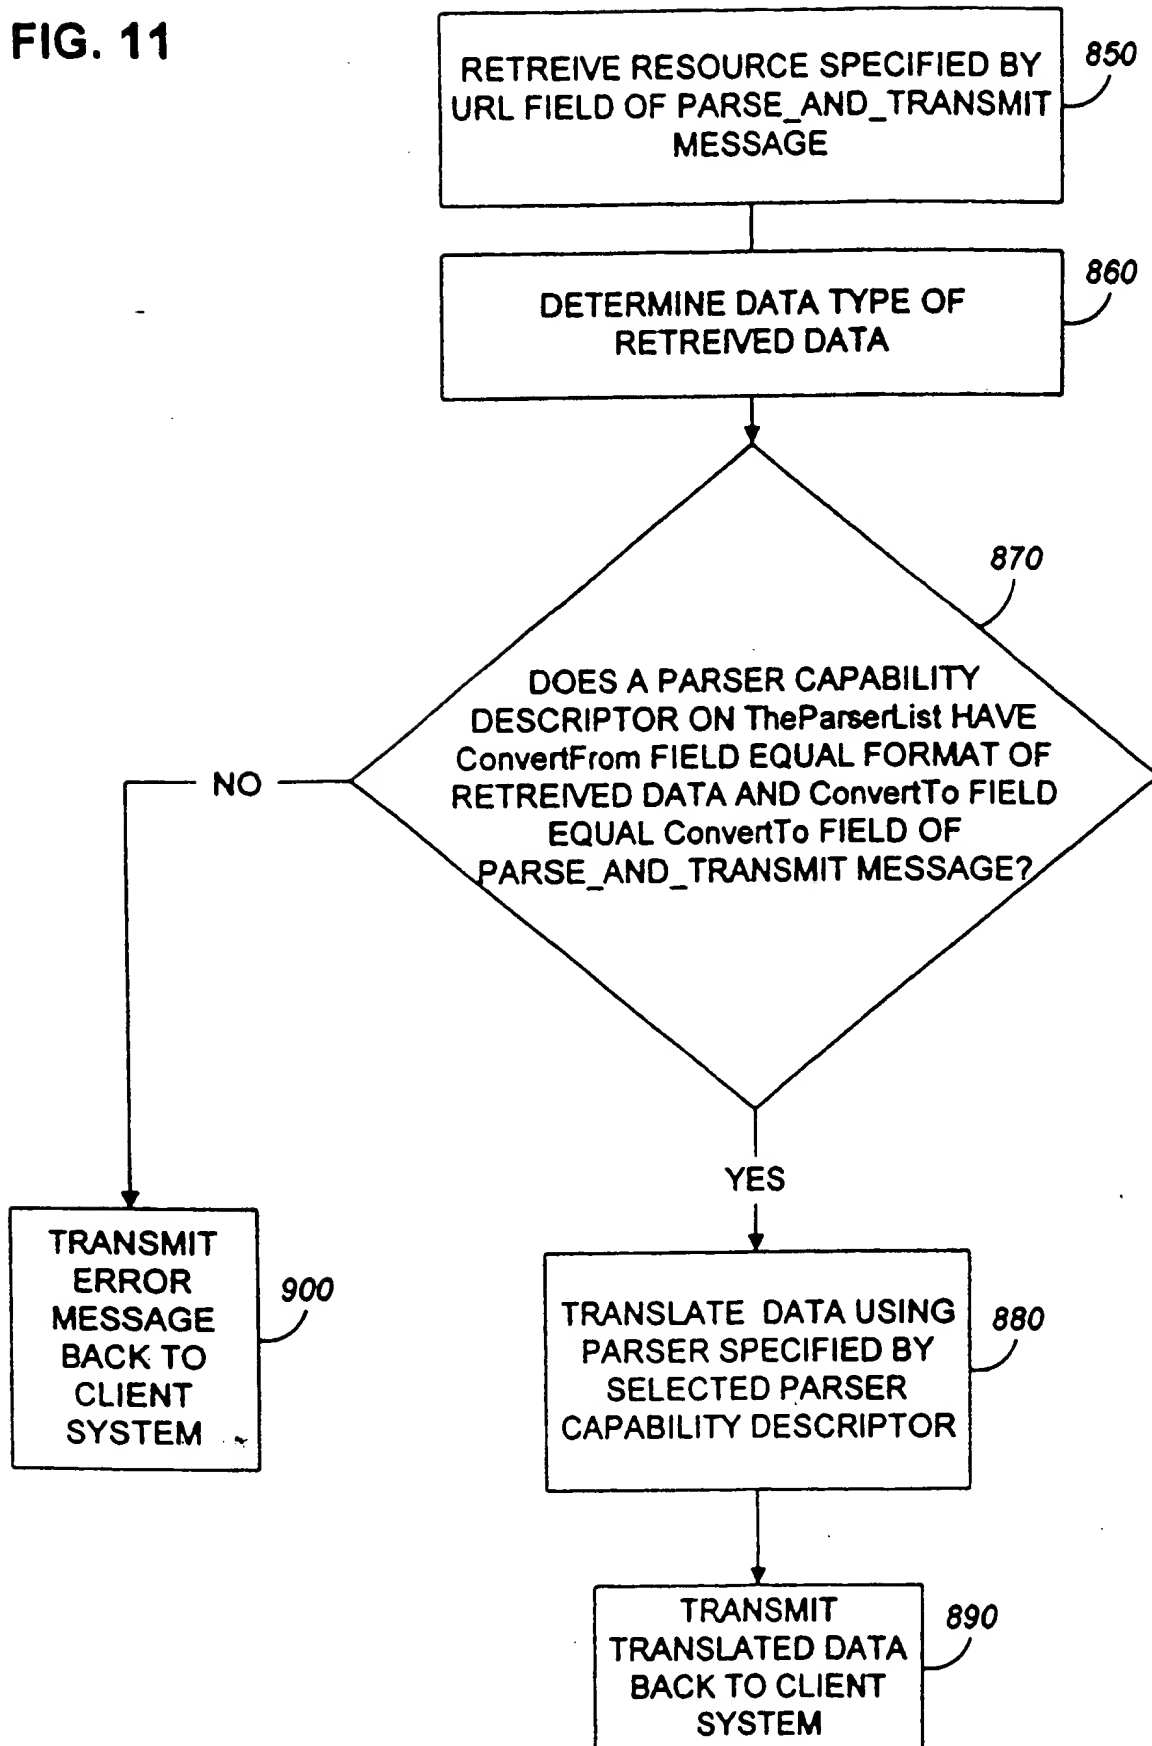 FIG. 11
RETREIVE RESOURCE SPECIFIED BY
URL FIELD OF PARSE_AND_TRANSMIT
MESSAGE
850
DETERMINE DATA TYPE OF
RETREIVED DATA
860
870
DOES A PARSER CAPABILITY
DESCRIPTOR ON TheParserList HAVE
ConvertFrom FIELD EQUAL FORMAT OF
RETREIVED DATA AND ConvertTo FIELD
EQUAL ConvertTo FIELD OF
PARSE_AND_TRANSMIT MESSAGE?
NO
YES
TRANSMIT
ERROR
MESSAGE
BACK TO
CLIENT
SYSTEM
900
TRANSLATE DATA USING
PARSER SPECIFIED BY
SELECTED PARSER
CAPABILITY DESCRIPTOR
880
TRANSMIT
TRANSLATED DATA
BACK TO CLIENT
SYSTEM
890